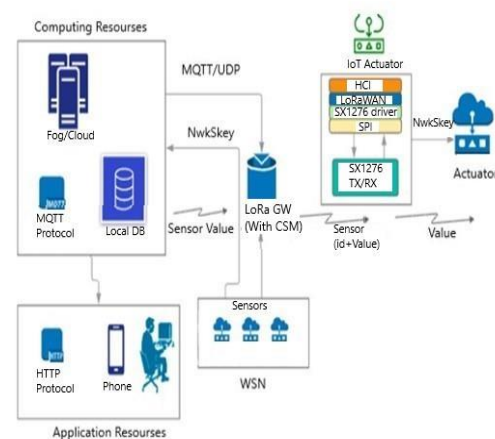 Computing Resourses
Fog/Cloud
MQTT
MQTT
Protocol
Local DB
MQTT/UDP
NwkSkey
Sensor Value
LoRa GW
(With CSM)
IoT Actuator
HCI
LoRaWAN
SX1276 driver
SPI
SX1276
TX/RX
NwkSKey
Actuator
Sensor
(id+Value)
Value
Sensors
WSN
HTTP
HTTP
Protocol
Phone
Application Resourses